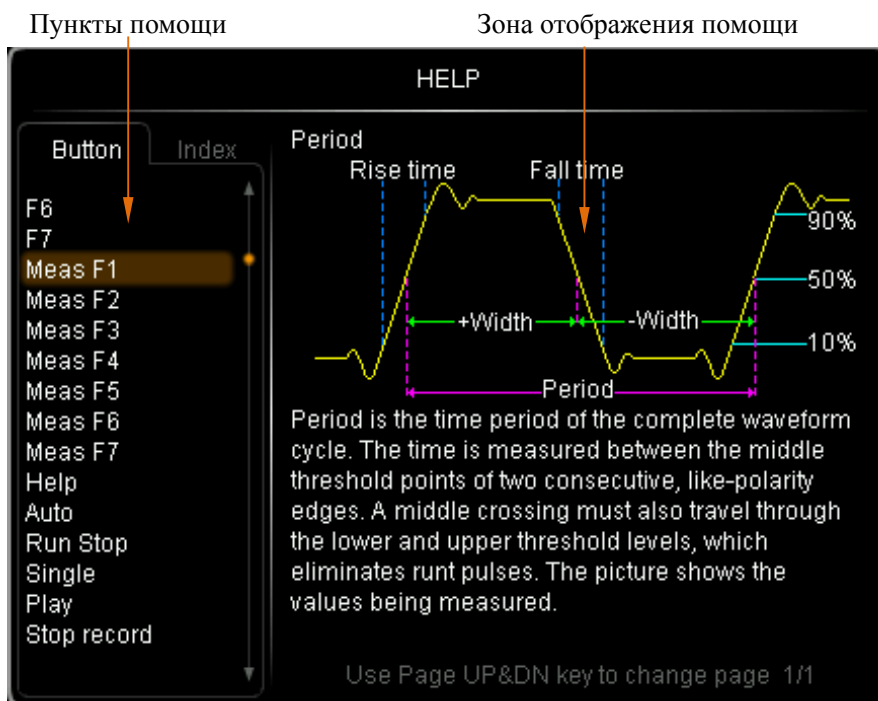 Пункты помощи
Зона отображения помощи
HELP
Button
Index
F6
F7
Meas F1
Meas F2
Meas F3
Meas F4
Meas F5
Meas F6
Meas F7
Help
Auto
Run Stop
Single
Play
Stop record
Period
Rise time
Fall time
90%
50%
+Width
-Width
10%
Period
Period is the time period of the complete waveform
cycle. The time is measured between the middle
threshold points of two consecutive, like-polarity
edges. A middle crossing must also travel through
the lower and upper threshold levels, which
eliminates runt pulses. The picture shows the
values being measured.
Use Page UP&DN key to change page 1/1